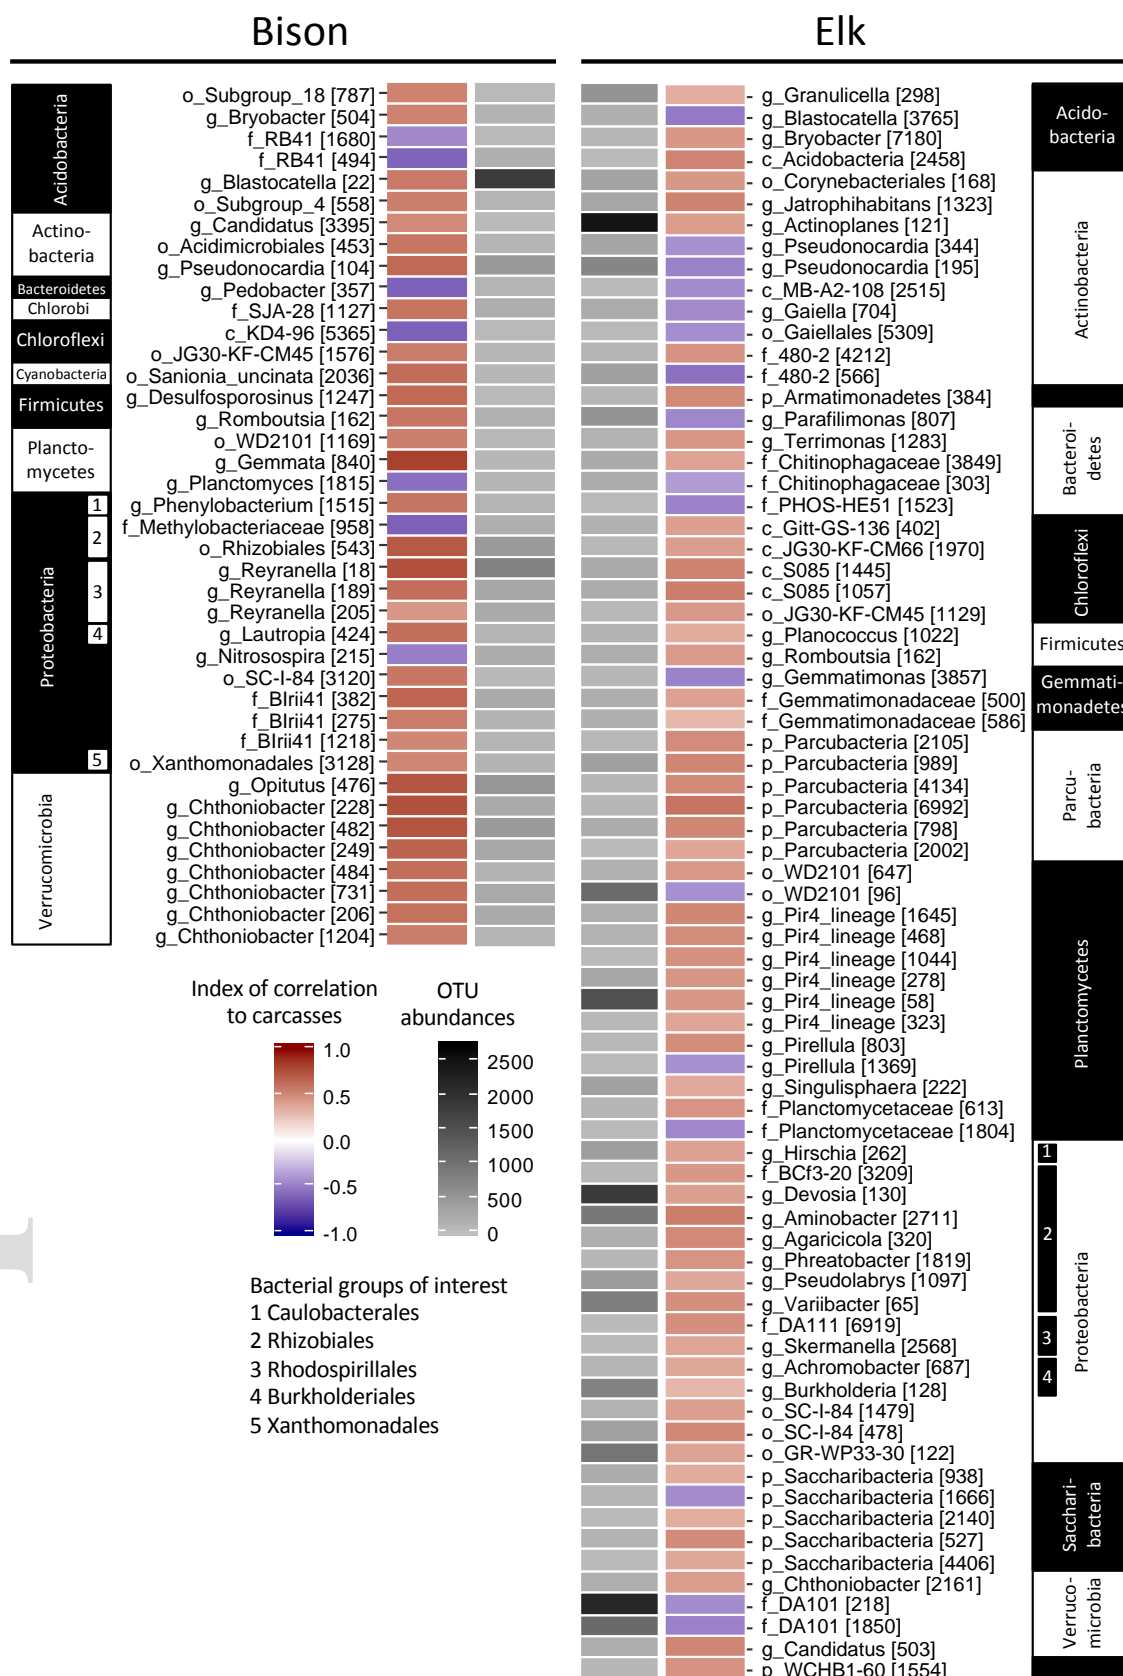 Bison
Elk
Acidobacteria
Actino-
bacteria
Bacteroidetes
Chlorobi
Chloroflexi
Cyanobacteria
Firmicutes
Plancto-
mycetes
Proteobacteria
1
2
3
4
5
Verrucomicrobia
o_Subgroup_18 [787]
g_Bryobacter [504]
f_RB41 [1680]
f_RB41 [494]
g_Blastocatella [22]
o_Subgroup_4 [558]
g_Candidatus [3395]
o_Acidimicrobiales [453]
g_Pseudonocardia [104]
g_Pedobacter [357]
f_SJA-28 [1127]
c_KD4-96 [5365]
o_JG30-KF-CM45 [1576]
o_Sanionia_uncinata [2036]
g_Desulfosporosinus [1247]
g_Romboutsia [162]
o_WD2101 [1169]
g_Gemmata [840]
g_Planctomyces [1815]
g_Phenylobacterium [1515]
f_Methylobacteriaceae [958]
o_Rhizobiales [543]
g_Reyranella [18]
g_Reyranella [189]
g_Reyranella [205]
g_Lautropia [424]
g_Nitrosospira [215]
o_SC-I-84 [3120]
f_BIrii41 [382]
f_BIrii41 [275]
f_BIrii41 [1218]
o_Xanthomonadales [3128]
g_Opitutus [476]
g_Chthoniobacter [228]
g_Chthoniobacter [482]
g_Chthoniobacter [249]
g_Chthoniobacter [484]
g_Chthoniobacter [731]
g_Chthoniobacter [206]
g_Chthoniobacter [1204]
Index of correlation
to carcasses
1.0
0.5
0.0
-0.5
-1.0
OTU
abundances
2500
2000
1500
1000
500
0
Bacterial groups of interest
1 Caulobacterales
2 Rhizobiales
3 Rhodospirillales
4 Burkholderiales
5 Xanthomonadales
g_Granulicella [298]
g_Blastocatella [3765]
g_Bryobacter [7180]
c_Acidobacteria [2458]
o_Corynebacteriales [168]
g_Jatrophihabitans [1323]
g_Actinoplanes [121]
g_Pseudonocardia [344]
g_Pseudonocardia [195]
c_MB-A2-108 [2515]
g_Gaiella [704]
o_Gaiellales [5309]
f_480-2 [4212]
f_480-2 [566]
p_Armatimonadetes [384]
g_Parafilimonas [807]
g_Terrimonas [1283]
f_Chitinophagaceae [3849]
f_Chitinophagaceae [303]
f_PHOS-HE51 [1523]
c_Gitt-GS-136 [402]
c_JG30-KF-CM66 [1970]
c_S085 [1445]
c_S085 [1057]
o_JG30-KF-CM45 [1129]
g_Planococcus [1022]
g_Romboutsia [162]
g_Gemmatimonas [3857]
f_Gemmatimonadaceae [500]
f_Gemmatimonadaceae [586]
p_Parcubacteria [2105]
p_Parcubacteria [989]
p_Parcubacteria [4134]
p_Parcubacteria [6992]
p_Parcubacteria [798]
p_Parcubacteria [2002]
o_WD2101 [647]
o_WD2101 [96]
g_Pir4_lineage [1645]
g_Pir4_lineage [468]
g_Pir4_lineage [1044]
g_Pir4_lineage [278]
g_Pir4_lineage [58]
g_Pir4_lineage [323]
g_Pirellula [803]
g_Pirellula [1369]
g_Singulisphaera [222]
f_Planctomycetaceae [613]
f_Planctomycetaceae [1804]
g_Hirschia [262]
f_BCf3-20 [3209]
g_Devosia [130]
g_Aminobacter [2711]
g_Agaricicola [320]
g_Phreatobacter [1819]
g_Pseudolabrys [1097]
g_Variibacter [65]
f_DA111 [6919]
g_Skermanella [2568]
g_Achromobacter [687]
g_Burkholderia [128]
o_SC-I-84 [1479]
o_SC-I-84 [478]
o_GR-WP33-30 [122]
p_Saccharibacteria [938]
p_Saccharibacteria [1666]
p_Saccharibacteria [2140]
p_Saccharibacteria [527]
p_Saccharibacteria [4406]
g_Chthoniobacter [2161]
f_DA101 [218]
f_DA101 [1850]
g_Candidatus [503]
p_WCHB1-60 [1554]
Acido-
bacteria
Actinobacteria
Bacteroi-
detes
Chloroflexi
Firmicutes
Gemmati-
monadetes
Parcu-
bacteria
Planctomycetes
1
2
3
4
Proteobacteria
Sacchari-
bacteria
Verruco-
microbia